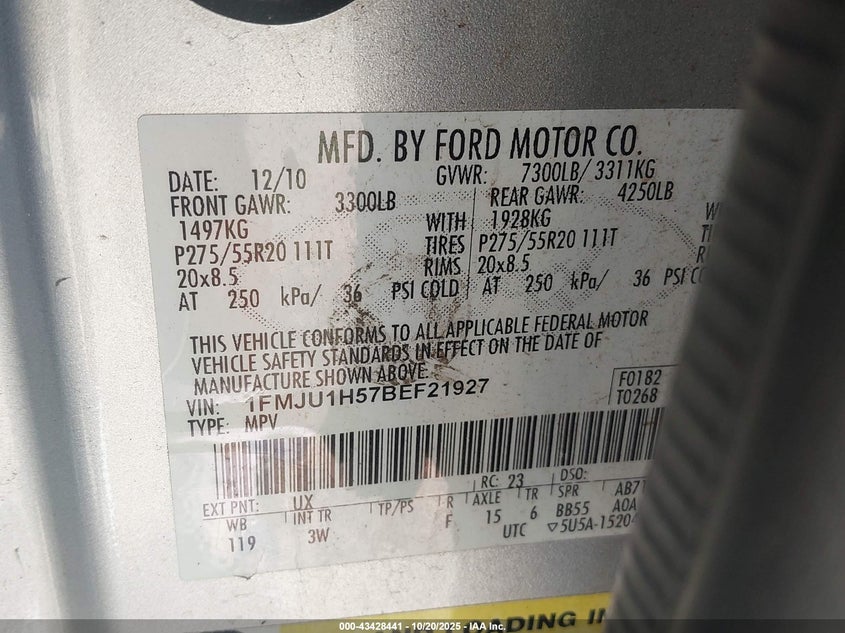 MFD. BY FORD MOTOR CO.
DATE: 12/10 GVWR: 7300LB/ 3311KG
FRONT GAWR: 3300LB REAR GAWR: 4250LB
1497KG WITH 1928KG W
P275/55R20 111T TIRES P275/55R20 111T TIRE
20x8.5 RIMS 20x8.5 R
AT 250 kPa/ 36 PSI COLD AT 250 kPa/ 36 PSI C
THIS VEHICLE CONFORMS TO ALL APPLICABLE FEDERAL MOTOR
VEHICLE SAFETY STANDARDS IN EFFECT ON THE DATE OF
MANUFACTURE SHOWN ABOVE.
VIN: 1FMJU1H57BEF21927 F0182
TYPE: MPV T0268
EXT PNT: UX RC: 23 DSO:
WB INT TR TP/PS R AXLE TR SPR AB71
119 3W F 15 6 BB55 A0A
UTC ▽5U5A-15204
DING IN
000-43428441 - 10/20/2025 - IAA Inc.